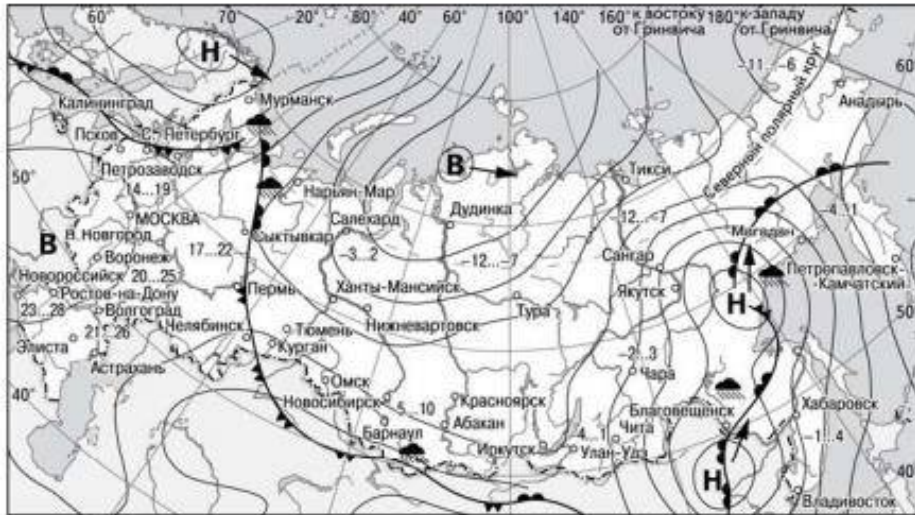 70° 20° 20° 40° 60° 80° 100° 120° 140° 160° к востоку 180° к западу
от Гринвича от Гринвича
Н
-11...-6
60°
Северный полярный круг
Анадырь
Мурманск
Калининград
Псков С.-Петербург
Петрозаводск
14...19
В
Нарьян-Мар
Тикси
50°
Дудинка
Салехард
-12...-7
-4...1
МОСКВА
В
Н.Новгород
17...22
Сыктывкар
-3...2
-12...-7
Магадан
Сангар
Воронеж
Новороссийск 20...25
Ростов-на-Дону
23...28 Волгоград
Пермь
Ханты-Мансийск
Якутск
Петропавловск-
Камчатский
Н
50°
Тура
Нижневартовск
21...26
Челябинск
Тюмень
Курган
Элиста
Астрахань
-2...3
Чара
40°
Омск
Новосибирск
5...10
Красноярск
Абакан
Барнаул
Благовещенск
Чита
Хабаровск
-4...1
-1...4
Иркутск
Улан-Удэ
40°
Н
Владивосток